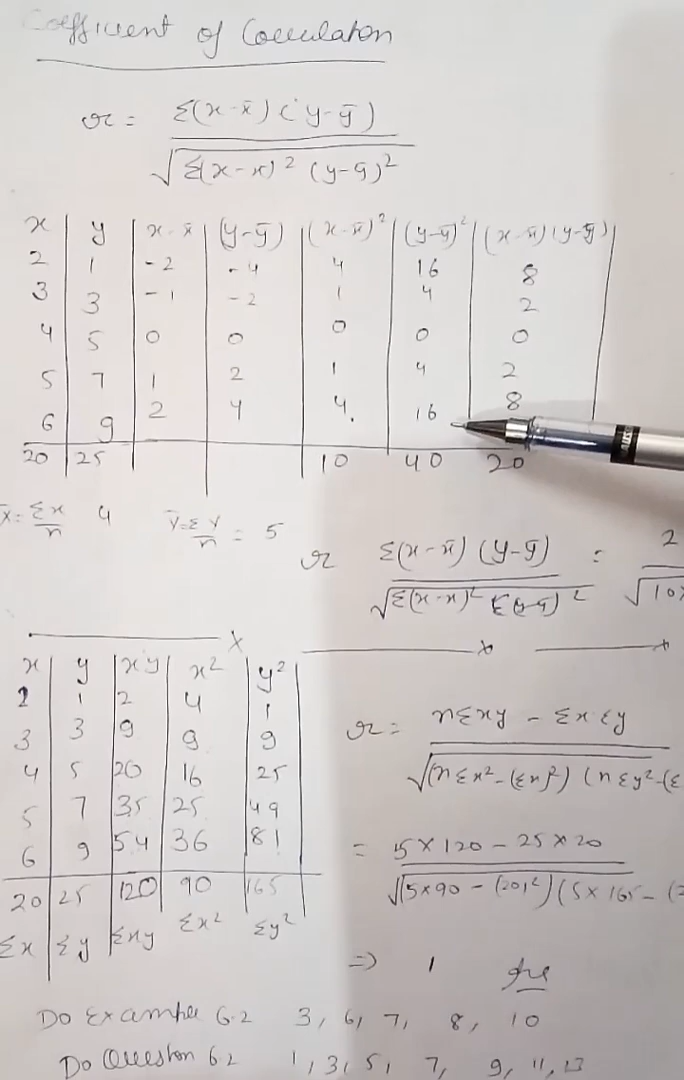 Coefficient of Correlation
r = Σ(x-x̄)(y-ȳ)
√Σ(x-x̄)² (y-ȳ)²
x y x-x̄ (y-ȳ) (x-x̄)² (y-ȳ)² (x-x̄)(y-ȳ)
2 1 -2 -4 4 16 8
3 3 -1 -2 1 4 2
4 5 0 0 0 0 0
5 7 1 2 1 4 2
6 9 2 4 4. 16 8
20 25 10 40 20
x̄ = Σx/n 4 ȳ = Σy/n = 5
r Σ(x-x̄)(y-ȳ) = 2
√Σ(x-x̄)² Σ(y-ȳ)² √10x
x
x x
x y xy x² y²
2 1 2 4 1
3 3 9 9 9
4 5 20 16 25
5 7 35 25 49
6 9 54 36 81
20 25 120 90 165
Σx Σy Σxy Σx² Σy²
r = nΣxy - Σx Σy
√(nΣx²-(Σx)²) (nΣy²-(Σ
= 5×120 - 25×20
√(5×90 - (20)²) (5×165 - (2
=> 1
Do Example 6.2 3, 6, 7, 8, 10
Do Question 6.2 1, 3, 5, 7, 9, 11, 13